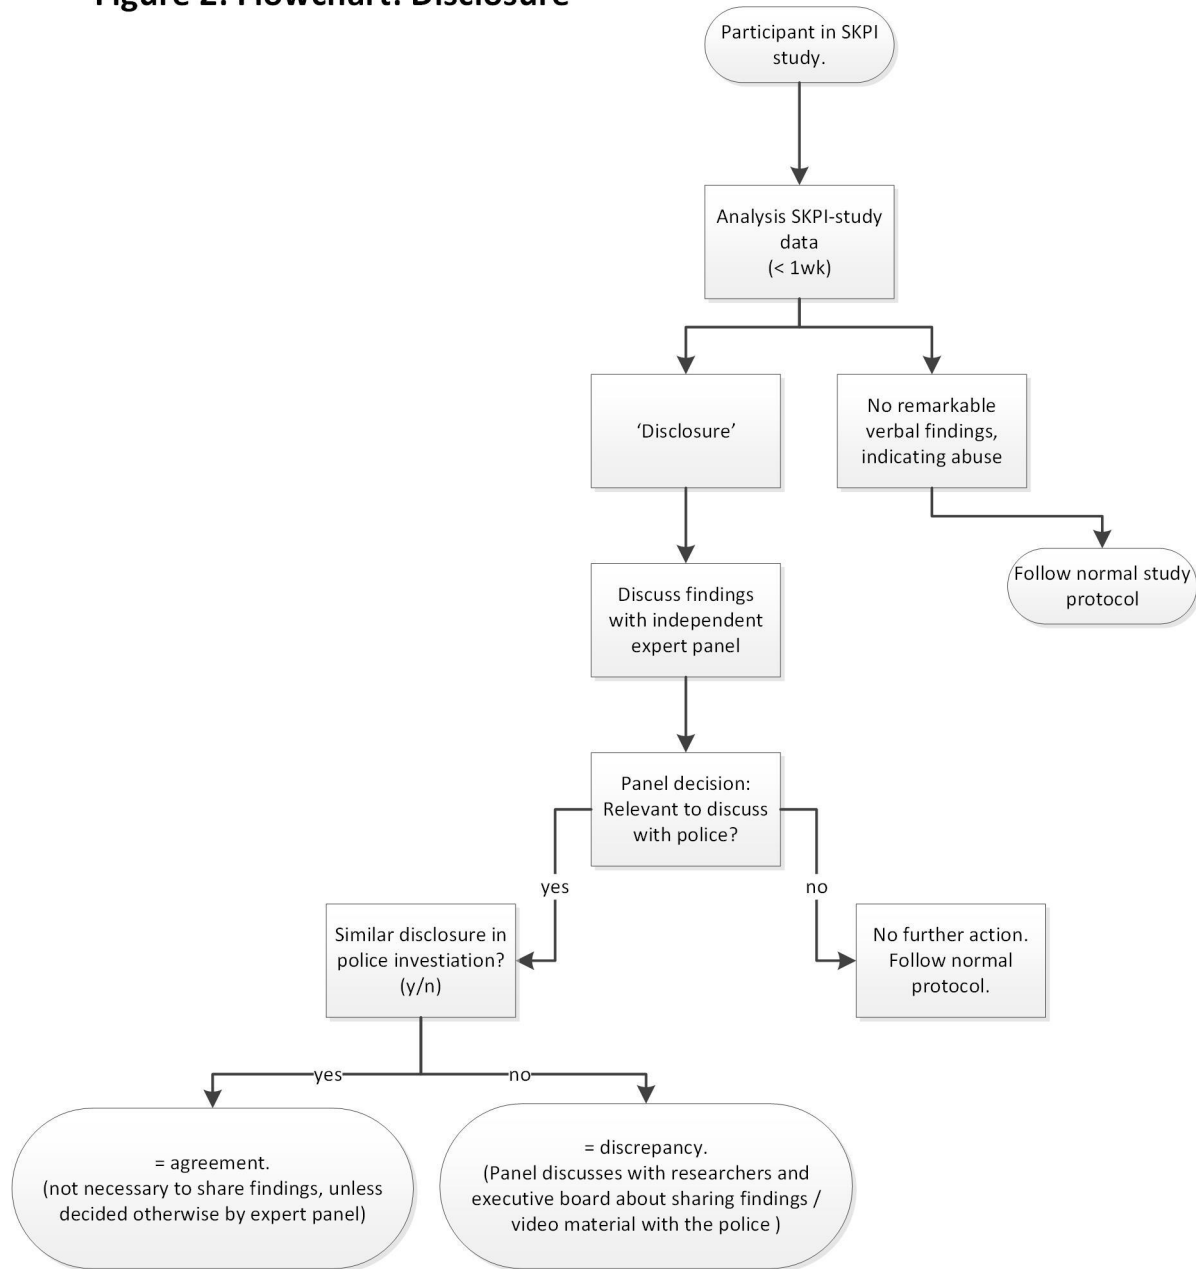 Figure 2: Flowchart: Disclosure
Participant in SKPI
study.
Analysis SKPI-study
data
(< 1wk)
‘Disclosure’
No remarkable
verbal findings,
indicating abuse
Follow normal study
protocol
Discuss findings
with independent
expert panel
Panel decision:
Relevant to discuss
with police?
yes
no
Similar disclosure in
police investiation?
(y/n)
No further action.
Follow normal
protocol.
yes
no
= agreement.
(not necessary to share findings, unless
decided otherwise by expert panel)
= discrepancy.
(Panel discusses with researchers and
executive board about sharing findings /
video material with the police )